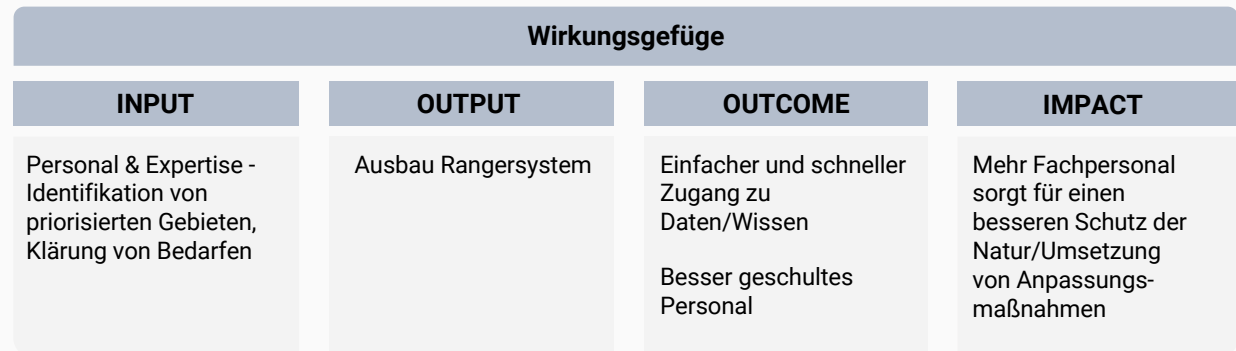 Wirkungsgefüge
INPUT
Personal & Expertise -
Identifikation von
priorisierten Gebieten,
Klärung von Bedarfen
OUTPUT
Ausbau Rangersystem
OUTCOME
Einfacher und schneller
Zugang zu
Daten/Wissen
Besser geschultes
Personal
IMPACT
Mehr Fachpersonal
sorgt für einen
besseren Schutz der
Natur/Umsetzung
von Anpassungs-
maßnahmen